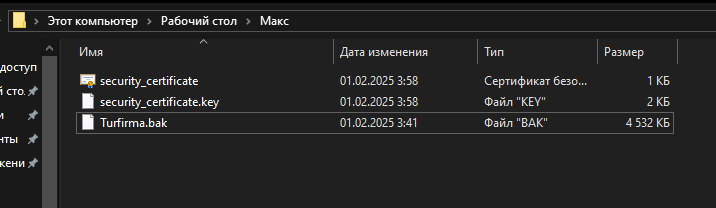 Этот компьютер > Рабочий стол > Макс
Имя Дата изменения Тип Размер
доступ
security_certificate 01.02.2025 3:58 Сертификат безо... 1 КБ
й сто.
security_certificate.key 01.02.2025 3:58 Файл "KEY" 2 КБ
и
Turfirma.bak 01.02.2025 3:41 Файл "BAK" 4 532 КБ
нты
жени